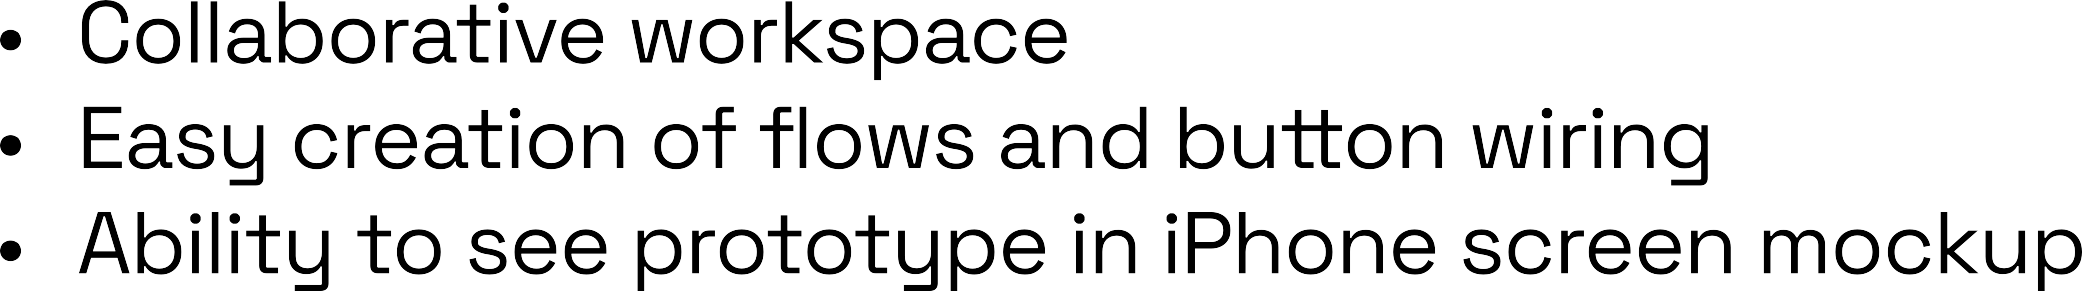 • Collaborative workspace
• Easy creation of flows and button wiring
• Ability to see prototype in iPhone screen mockup